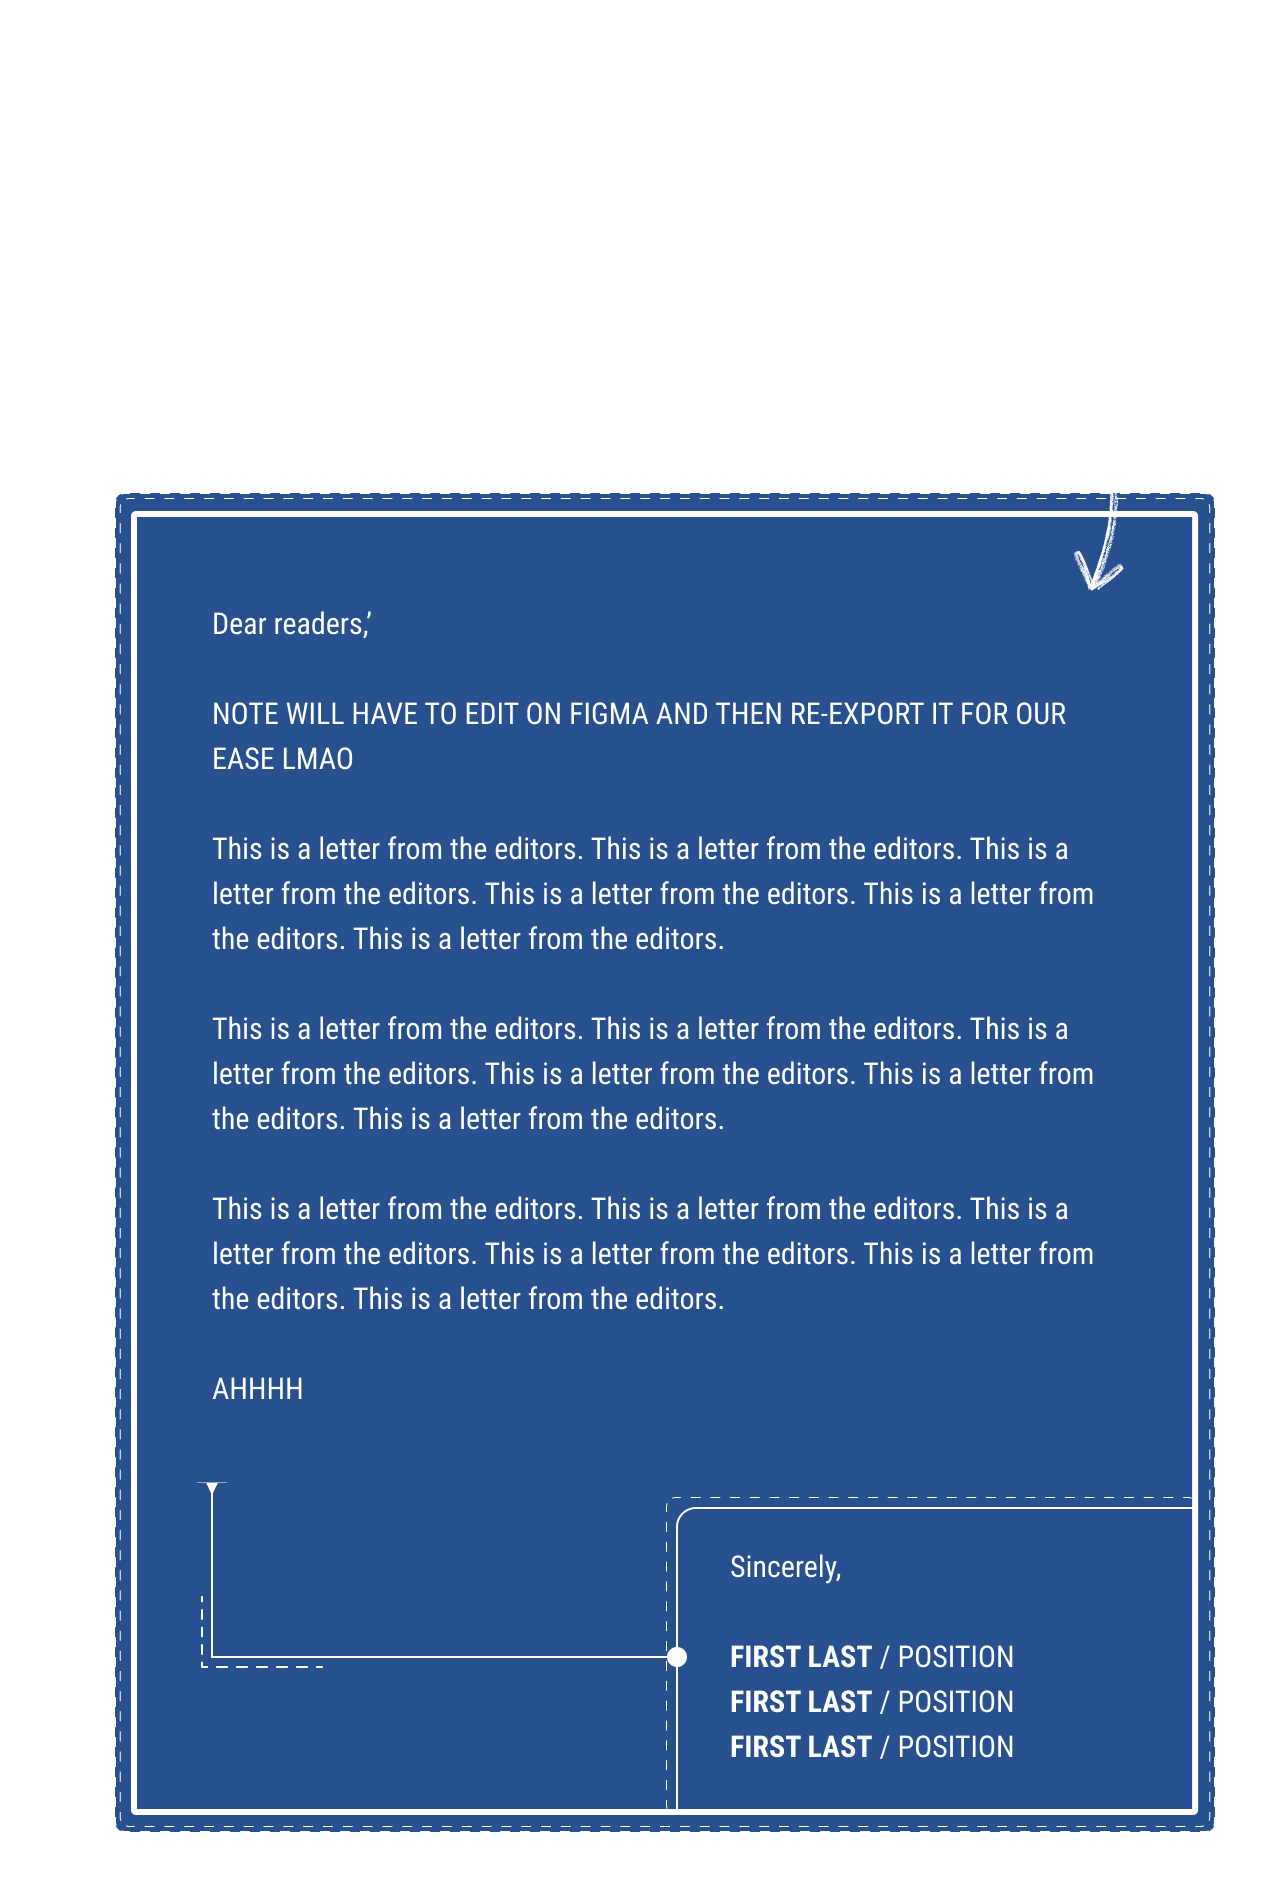 Dear readers,’
NOTE WILL HAVE TO EDIT ON FIGMA AND THEN RE-EXPORT IT FOR OUR
EASE LMAO
This is a letter from the editors. This is a letter from the editors. This is a
letter from the editors. This is a letter from the editors. This is a letter from
the editors. This is a letter from the editors.
This is a letter from the editors. This is a letter from the editors. This is a
letter from the editors. This is a letter from the editors. This is a letter from
the editors. This is a letter from the editors.
This is a letter from the editors. This is a letter from the editors. This is a
letter from the editors. This is a letter from the editors. This is a letter from
the editors. This is a letter from the editors.
AHHHH
Sincerely,
FIRST LAST / POSITION
FIRST LAST / POSITION
FIRST LAST / POSITION